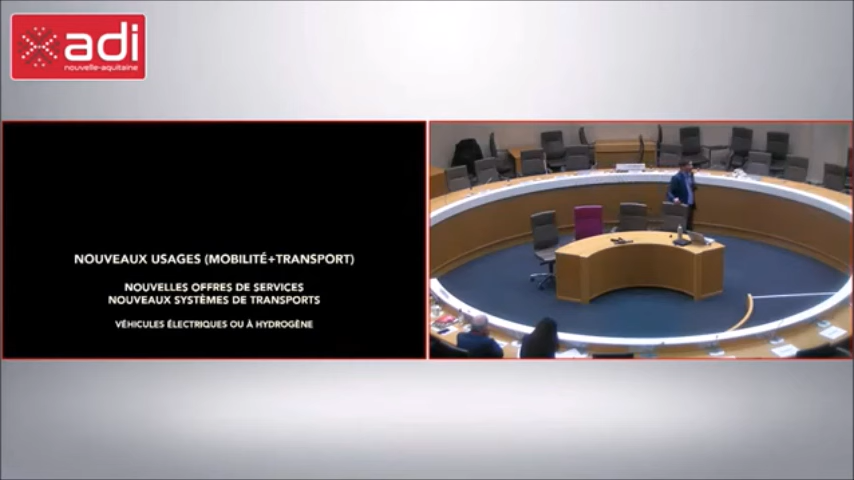 adi
nouvelle-aquitaine
NOUVEAUX USAGES (MOBILITÉ+TRANSPORT)
NOUVELLES OFFRES DE SERVICES
NOUVEAUX SYSTÈMES DE TRANSPORTS
VÉHICULES ÉLECTRIQUES OU À HYDROGÈNE